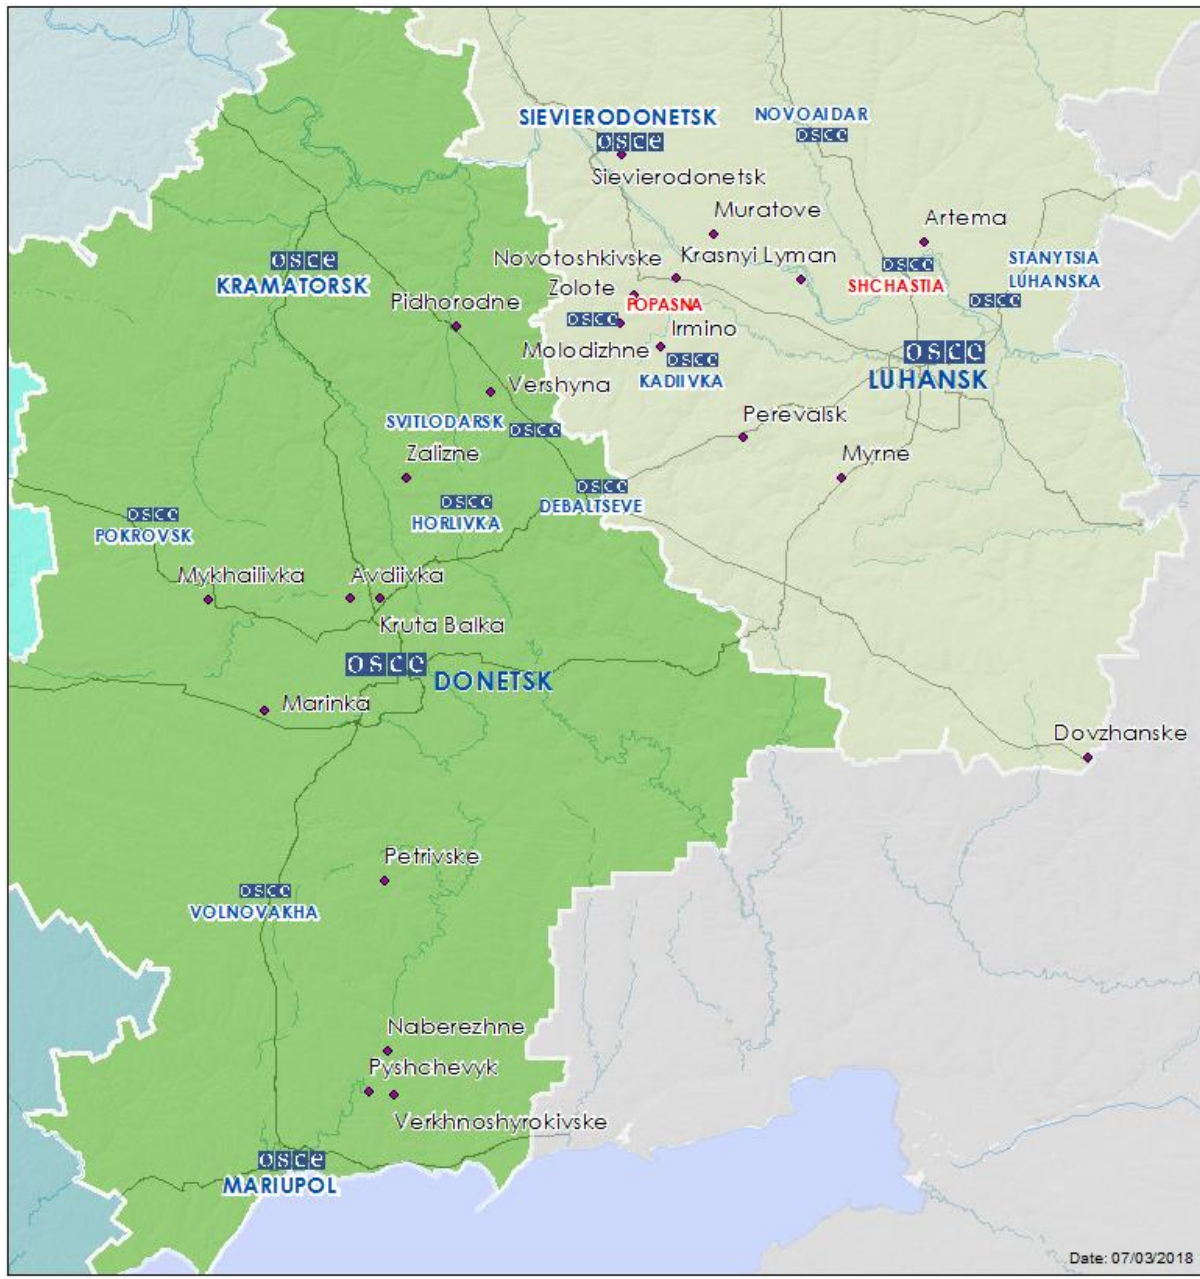 SIEVIERODONETSK
osce
Sievierodonetsk
NOVOAIDAR
osce
Muratove
Artema
osce
KRAMATORSK
Novotoshkivske
Krasnyi Lyman
osce
SHCHASTIA
STANYTSIA
LUHANSKA
osce
Zolote
POPASNA
osce
Pidhorodne
Irmino
Molodizhne
osce
KADIIVKA
osce
LUHANSK
Vershyna
SVITLODARSK
osce
Perevalsk
Zalizne
Myrne
osce
HORLIVKA
osce
DEBALTSEVE
osce
POKROVSK
Mykhailivka
Avdiivka
Kruta Balka
osce
DONETSK
Marinka
Dovzhanske
Petrivske
osce
VOLNOVAKHA
Naberezhne
Pyshchevyk
Verkhnoshyrokivske
osce
MARIUPOL
Date: 07/03/2018